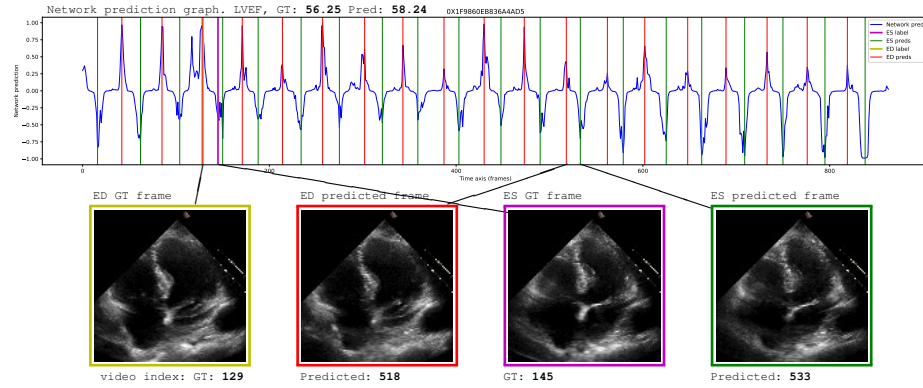 Network prediction graph. LVEF, GT: 56.25 Pred: 58.24
0X1F9860EB836A4AD5
Network prediction
1.00
0.75
0.50
0.25
0.00
−0.25
−0.50
−0.75
−1.00
0
200
400
600
800
Time axis (frames)
Network pred
ES label
ES preds
ED label
ED preds
ED GT frame
ED predicted frame
ES GT frame
ES predicted frame
video index: GT: 129
Predicted: 518
GT: 145
Predicted: 533